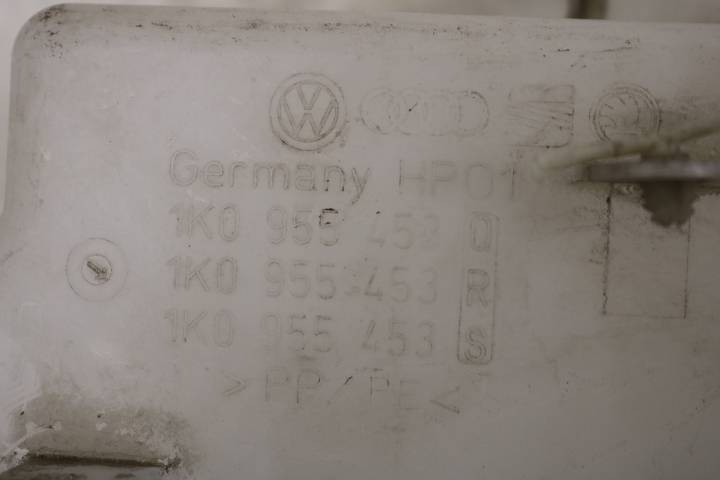 Germany HP01
1K0 955 453 Q
1K0 955 453 R
1K0 955 453 S
>PP/PE<